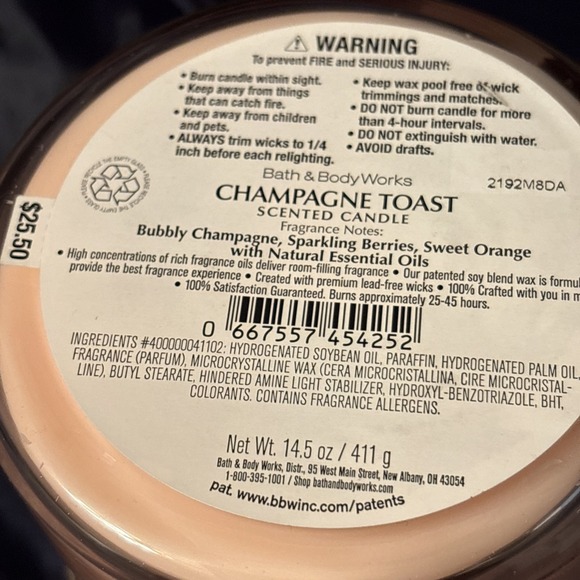 WARNING
To prevent FIRE and SERIOUS INJURY:
• Burn candle within sight.
• Keep away from things
that can catch fire.
• Keep away from children
and pets.
• ALWAYS trim wicks to 1/4
inch before each relighting.
• Keep wax pool free of wick
trimmings and matches.
• DO NOT burn candle for more
than 4-hour intervals.
• DO NOT extinguish with water.
• AVOID drafts.
Bath & Body Works
2192M8DA
CHAMPAGNE TOAST
SCENTED CANDLE
Fragrance Notes:
Bubbly Champagne, Sparkling Berries, Sweet Orange
with Natural Essential Oils
• High concentrations of rich fragrance oils deliver room-filling fragrance • Our patented soy blend wax is formul
provide the best fragrance experience • Created with premium lead-free wicks • 100% Crafted with you in m
• 100% Satisfaction Guaranteed. Burns approximately 25-45 hours.
$25.50
0 667557 454252
INGREDIENTS #400000041102: HYDROGENATED SOYBEAN OIL, PARAFFIN, HYDROGENATED PALM OIL,
FRAGRANCE (PARFUM), MICROCRYSTALLINE WAX (CERA MICROCRISTALLINA, CIRE MICROCRISTAL-
LINE), BUTYL STEARATE, HINDERED AMINE LIGHT STABILIZER, HYDROXYL-BENZOTRIAZOLE, BHT,
COLORANTS. CONTAINS FRAGRANCE ALLERGENS.
Net Wt. 14.5 oz / 411 g
Bath & Body Works, Distr., 95 West Main Street, New Albany, OH 43054
1-800-395-1001 / Shop bathandbodyworks.com
pat. www.bbwinc.com/patents